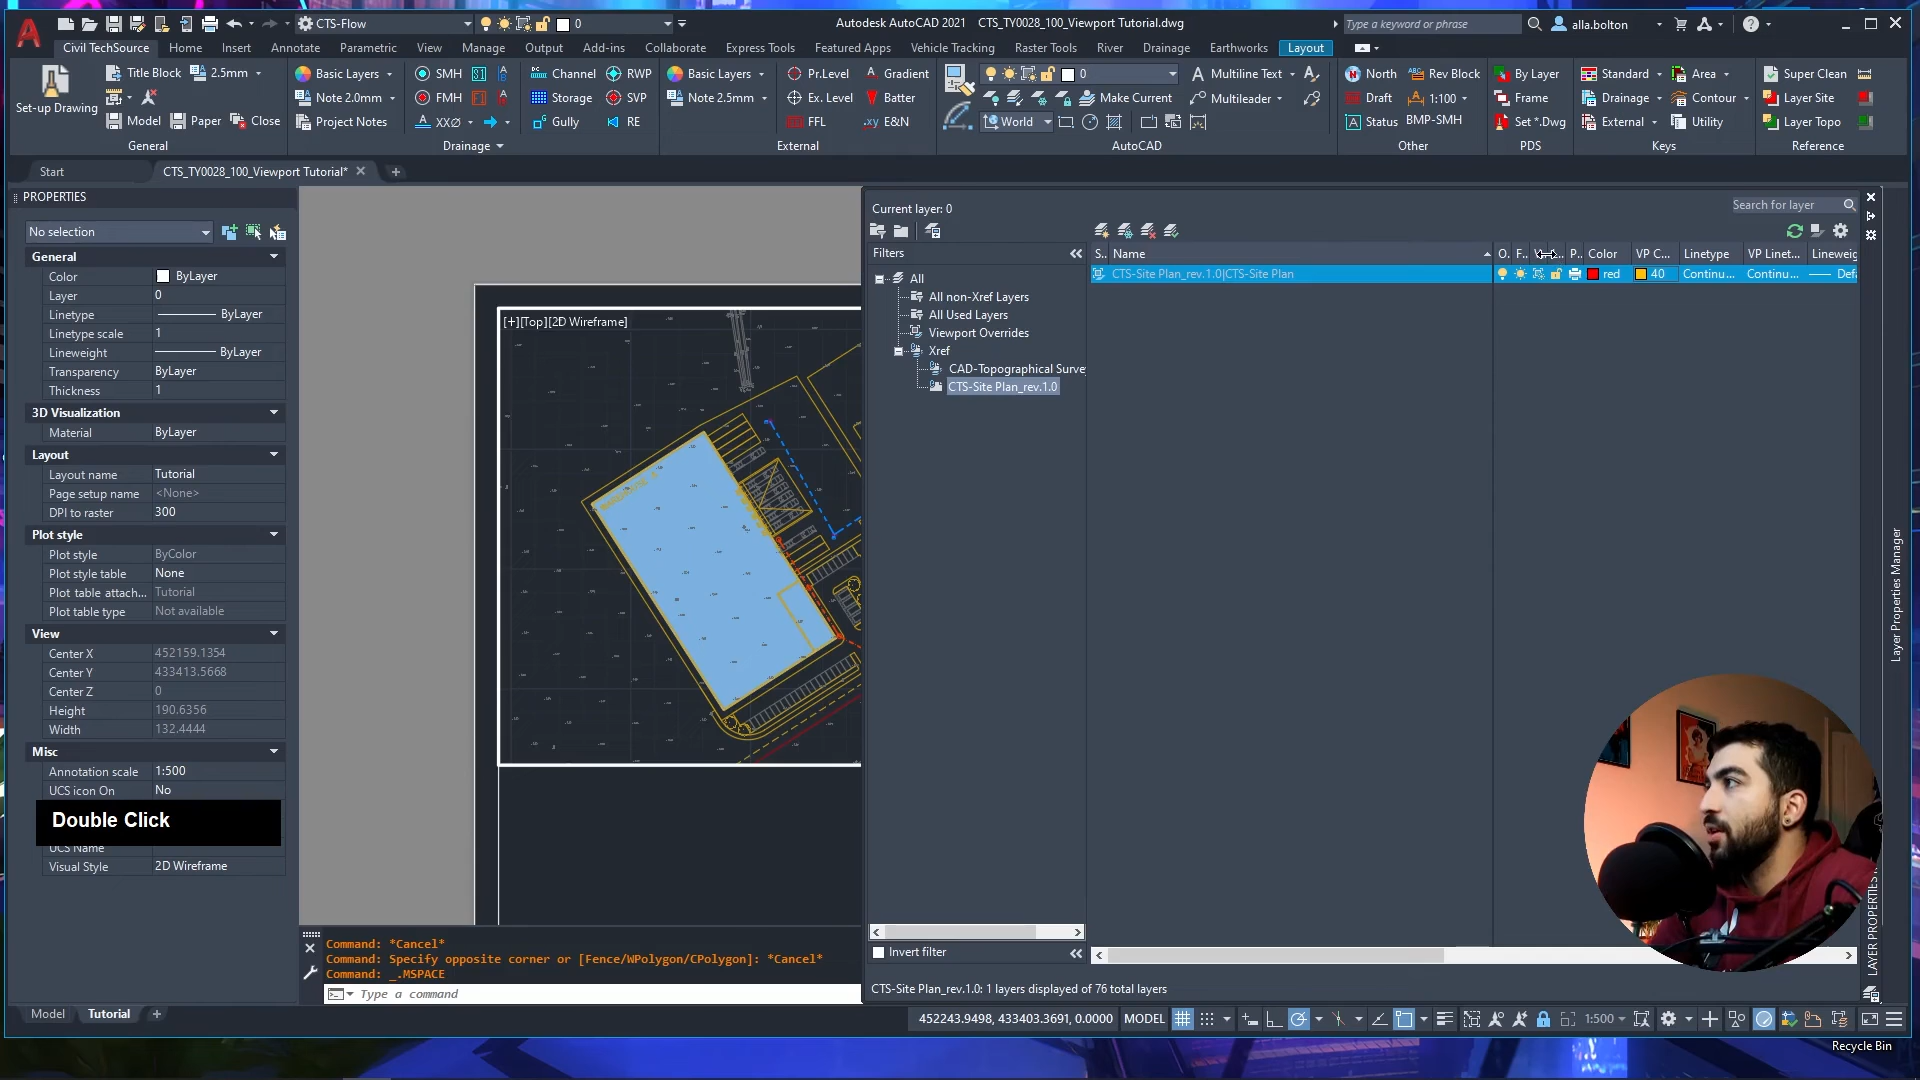 CTS-Flow
0
Autodesk AutoCAD 2021 CTS_TY0028_100_Viewport Tutorial.dwg
Type a keyword or phrase
alla.bolton
Civil TechSource Home Insert Annotate Parametric View Manage Output Add-ins Collaborate Express Tools Featured Apps Vehicle Tracking Raster Tools River Drainage Earthworks Layout
Set-up Drawing
Title Block 2.5mm
Model Paper Close
General
Basic Layers
Note 2.0mm
Project Notes
SMH
FMH
XX∅
Channel RWP
Storage SVP
Gully RE
Drainage
Basic Layers
Note 2.5mm
Pr.Level Gradient
Ex. Level Batter
FFL .xy E&N
External
0
Make Current
World
Multiline Text
Multileader
AutoCAD
North Rev Block
Draft 1:100
Status BMP-SMH
Other
By Layer
Frame
Set *.Dwg
PDS
Standard Area
Drainage Contour
External Utility
Keys
Super Clean
Layer Site
Layer Topo
Reference
Start CTS_TY0028_100_Viewport Tutorial*
PROPERTIES
No selection
General
Color ByLayer
Layer 0
Linetype ByLayer
Linetype scale 1
Lineweight ByLayer
Transparency ByLayer
Thickness 1
3D Visualization
Material ByLayer
Layout
Layout name Tutorial
Page setup name <None>
DPI to raster 300
Plot style
Plot style ByColor
Plot style table None
Plot table attach... Tutorial
Plot table type Not available
View
Center X 452159.1354
Center Y 433413.5668
Center Z 0
Height 190.6356
Width 132.4444
Misc
Annotation scale 1:500
UCS icon On No
Double Click
UCS Name
Visual Style 2D Wireframe
[+][Top][2D Wireframe]
Current layer: 0
Search for layer
Filters
All
All non-Xref Layers
All Used Layers
Viewport Overrides
Xref
CAD-Topographical Surve
CTS-Site Plan_rev.1.0
S.. Name O. F.. P.. Color VP C... Linetype VP Linet... Lineweig
CTS-Site Plan_rev.1.0|CTS-Site Plan red 40 Continu... Continu... Defa
Invert filter
CTS-Site Plan_rev.1.0: 1 layers displayed of 76 total layers
Layer Properties Manager
LAYER PROPERTIES
Command: *Cancel*
Command: Specify opposite corner or [Fence/WPolygon/CPolygon]: *Cancel*
Command: _.MSPACE
Type a command
Model Tutorial
452243.9498, 433403.3691, 0.0000 MODEL 1:500
Recycle Bin